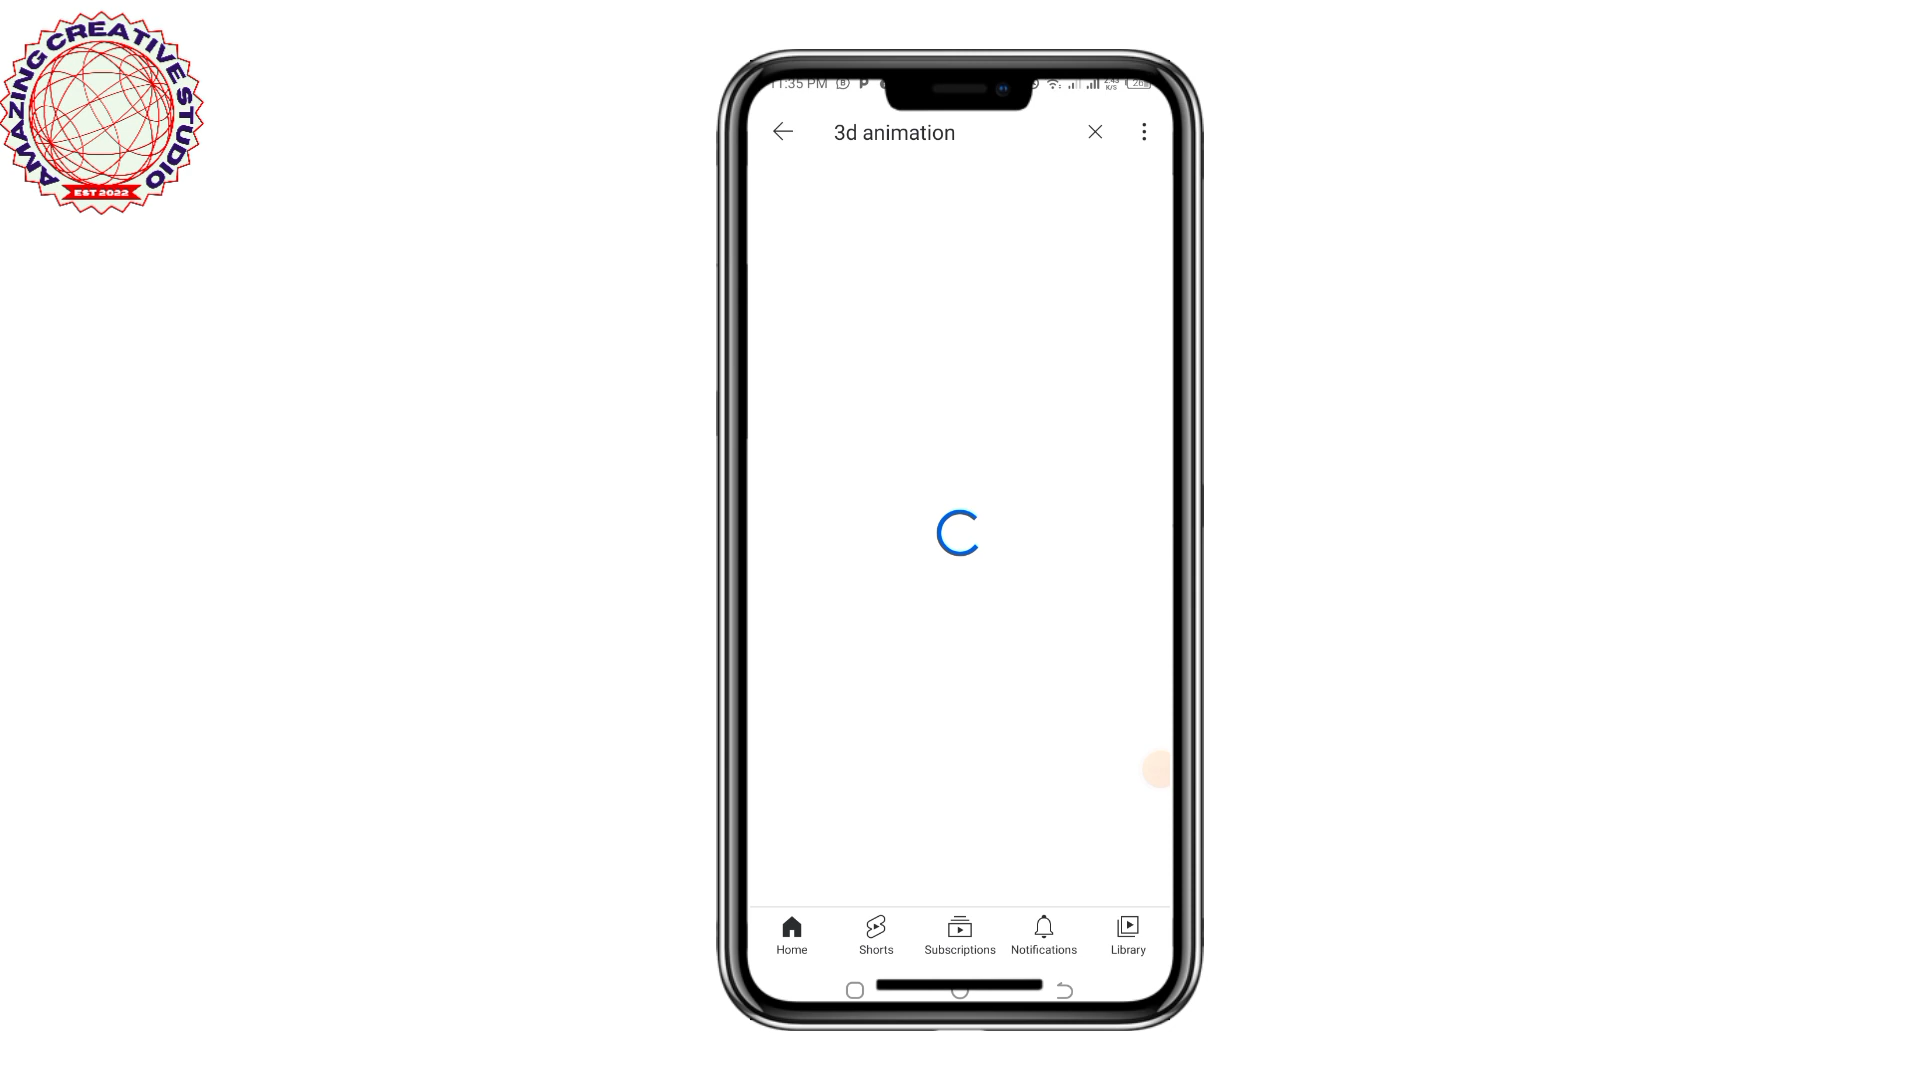 AMAZING CREATIVE STUDIO
EST 2022
11:35 PM
3d animation
Home
Shorts
Subscriptions
Notifications
Library